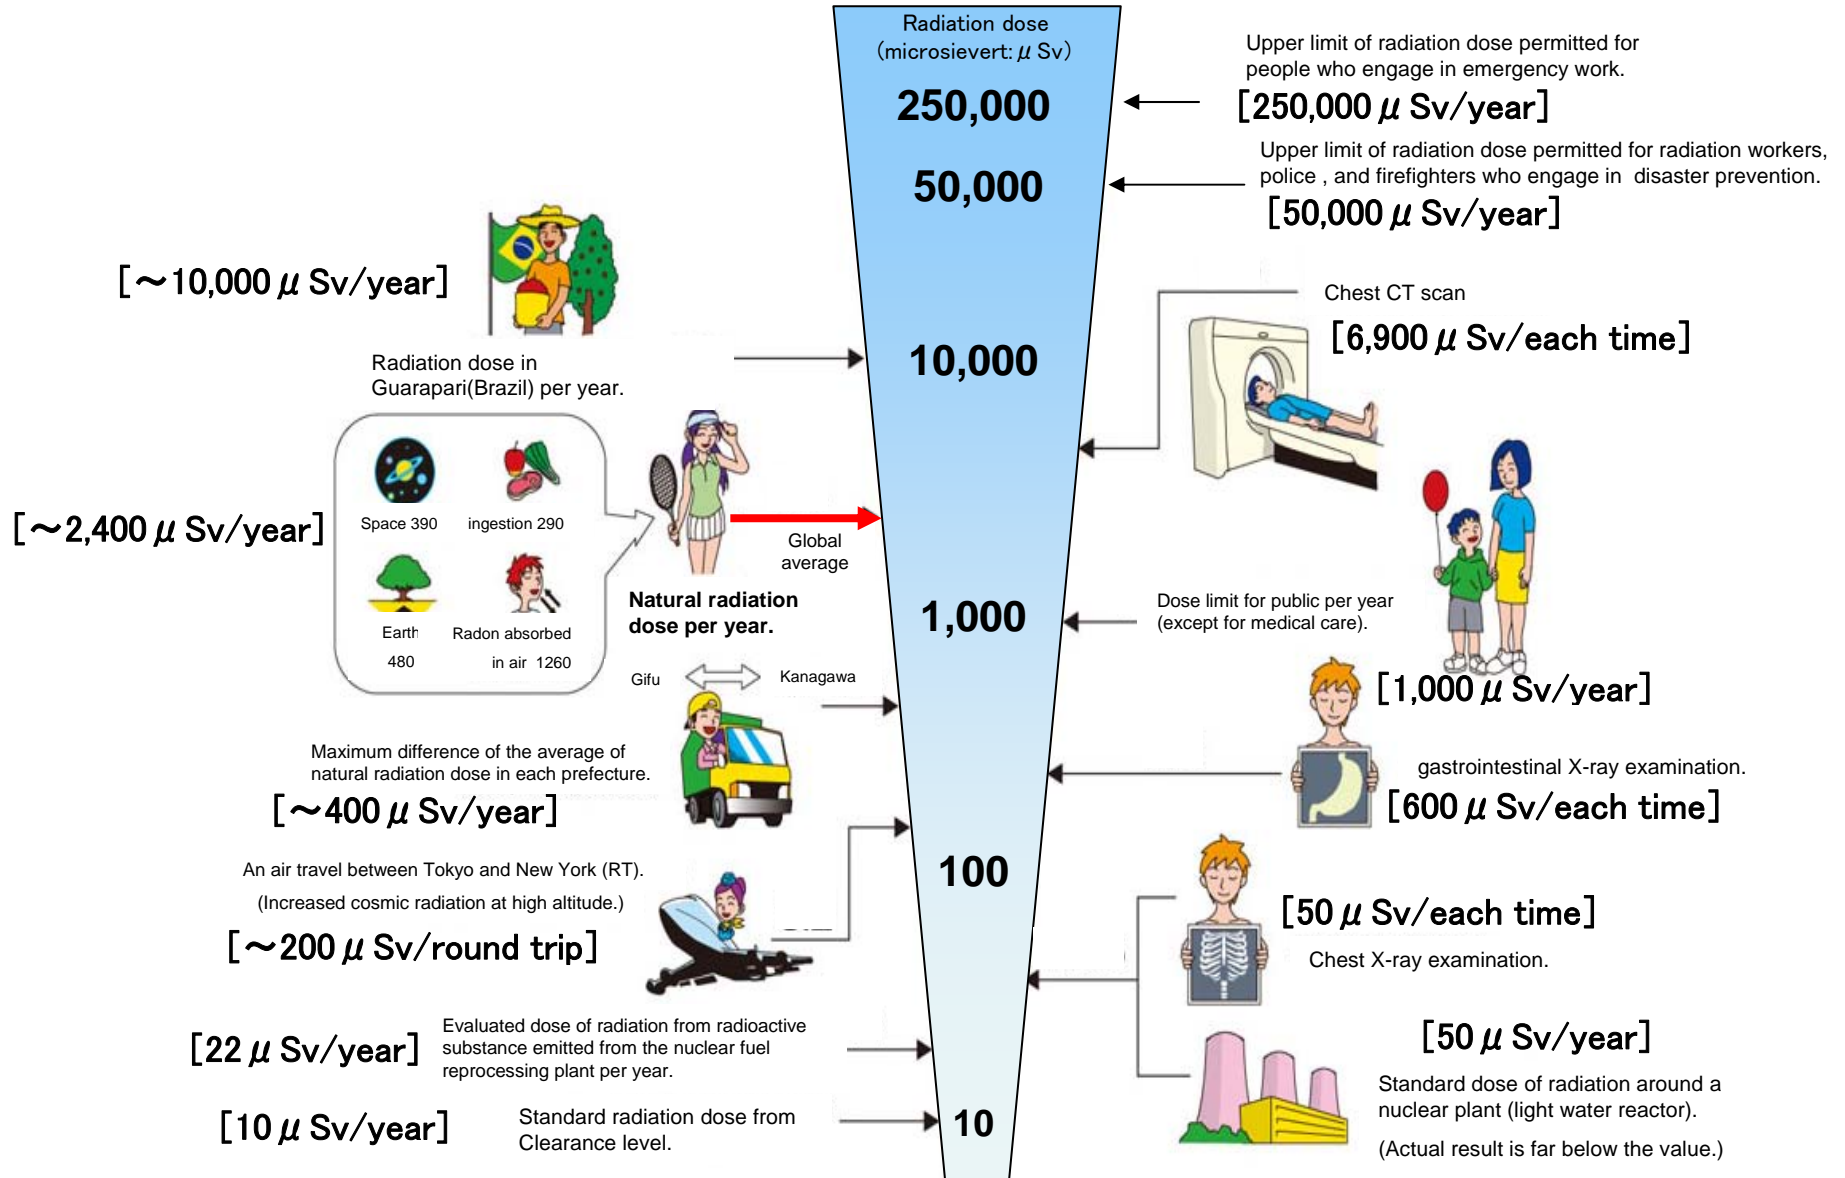 Radiation dose
(microsievert: μ Sv)
250,000
50,000
10,000
1,000
100
10
Upper limit of radiation dose permitted for
people who engage in emergency work.
[250,000 μ Sv/year]
Upper limit of radiation dose permitted for radiation workers,
police , and firefighters who engage in disaster prevention.
[50,000 μ Sv/year]
[~10,000 μ Sv/year]
Radiation dose in
Guarapari(Brazil) per year.
Chest CT scan
[6,900 μ Sv/each time]
[~2,400 μ Sv/year]
Space 390
ingestion 290
Earth
480
Radon absorbed
in air 1260
Global
average
Natural radiation
dose per year.
Dose limit for public per year
(except for medical care).
[1,000 μ Sv/year]
Gifu
Kanagawa
Maximum difference of the average of
natural radiation dose in each prefecture.
[~400 μ Sv/year]
gastrointestinal X-ray examination.
[600 μ Sv/each time]
An air travel between Tokyo and New York (RT).
(Increased cosmic radiation at high altitude.)
[~200 μ Sv/round trip]
[50 μ Sv/each time]
Chest X-ray examination.
[22 μ Sv/year]
Evaluated dose of radiation from radioactive
substance emitted from the nuclear fuel
reprocessing plant per year.
[50 μ Sv/year]
Standard dose of radiation around a
nuclear plant (light water reactor).
(Actual result is far below the value.)
[10 μ Sv/year]
Standard radiation dose from
Clearance level.